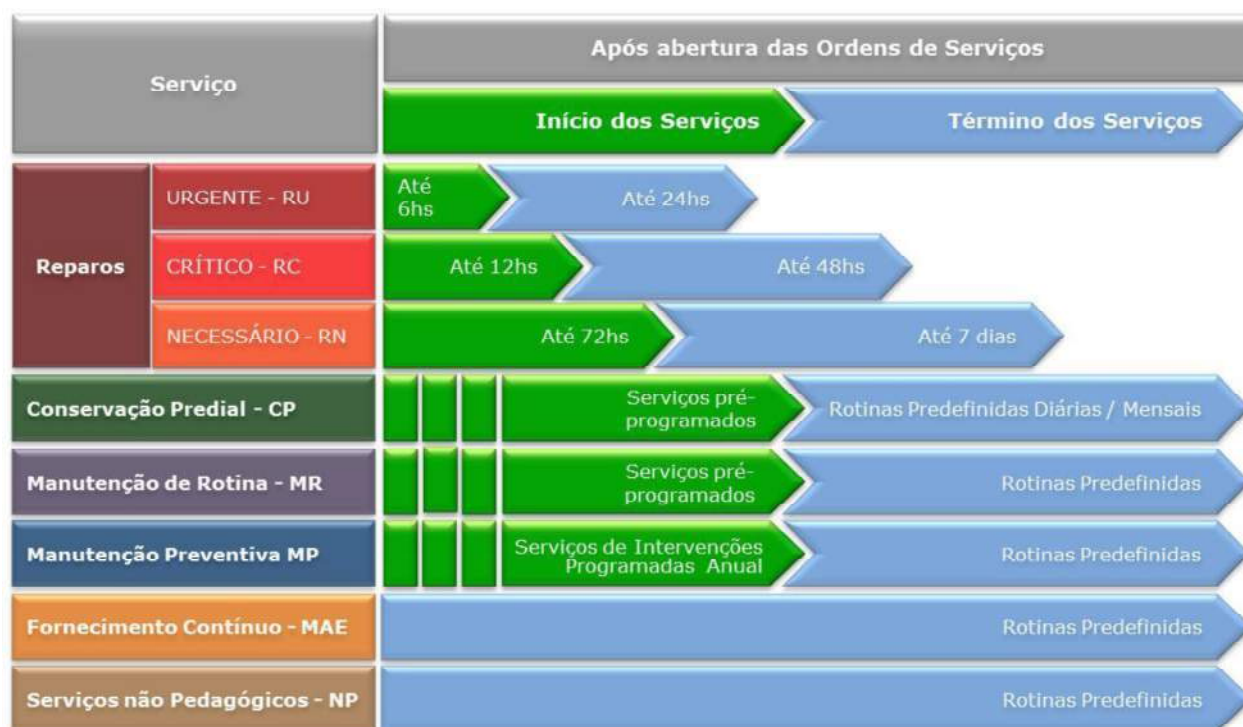 Serviço
Após abertura das Ordens de Serviços
Início dos Serviços
Término dos Serviços
Reparos
URGENTE - RU
Até
6hs
Até 24hs
CRÍTICO - RC
Até 12hs
Até 48hs
NECESSÁRIO - RN
Até 72hs
Até 7 dias
Conservação Predial - CP
Serviços pré-
programados
Rotinas Predefinidas Diárias / Mensais
Manutenção de Rotina - MR
Serviços pré-
programados
Rotinas Predefinidas
Manutenção Preventiva MP
Serviços de Intervenções
Programadas Anual
Rotinas Predefinidas
Fornecimento Contínuo - MAE
Rotinas Predefinidas
Serviços não Pedagógicos - NP
Rotinas Predefinidas